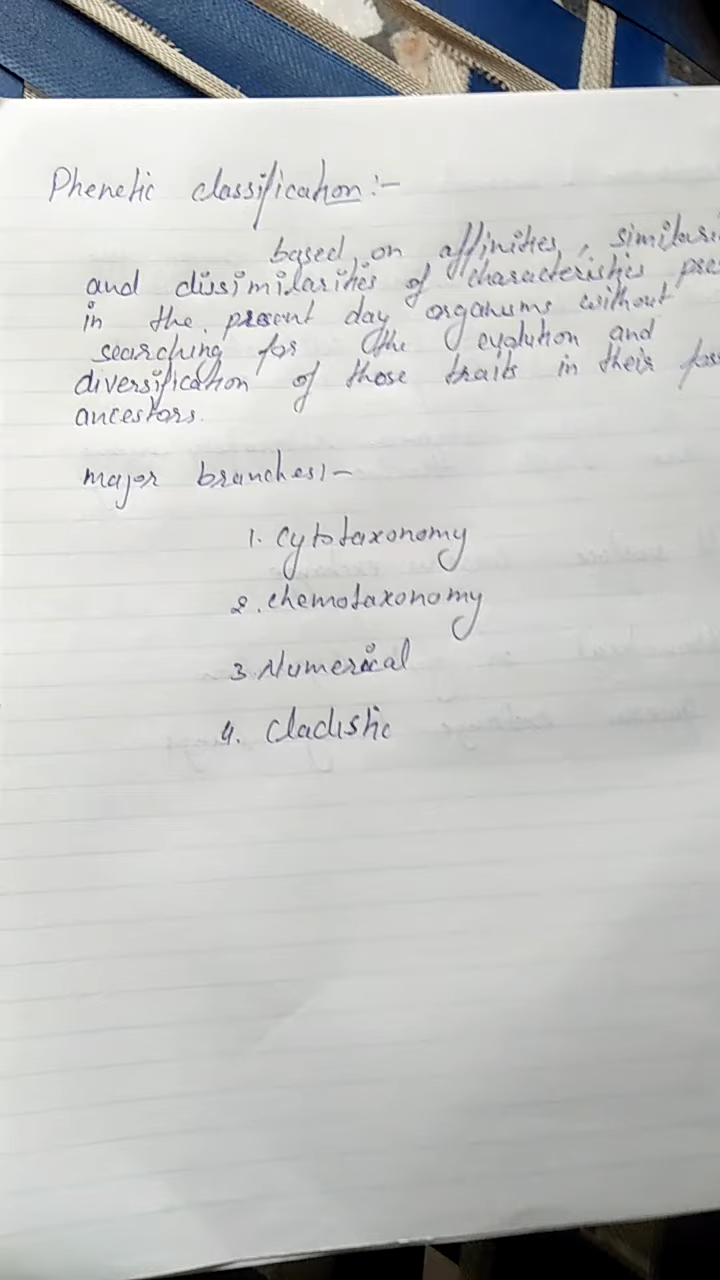 Phenetic classification :-
based on affinities, similari
and dissimilarities of characteristics pre
in the present day organisms without
searching for the evolution and
diversification of those traits in their foss
ancestors.
major branches:-
1. Cytotaxonomy
2. chemotaxonomy
3. Numerical
4. Cladistic